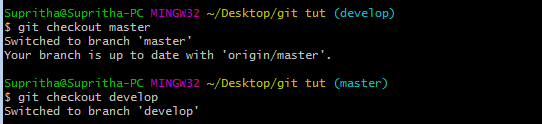 Supritha@Supritha-PC MINGW32 ~/Desktop/git tut (develop)
$ git checkout master
Switched to branch 'master'
Your branch is up to date with 'origin/master'.
Supritha@Supritha-PC MINGW32 ~/Desktop/git tut (master)
$ git checkout develop
Switched to branch 'develop'